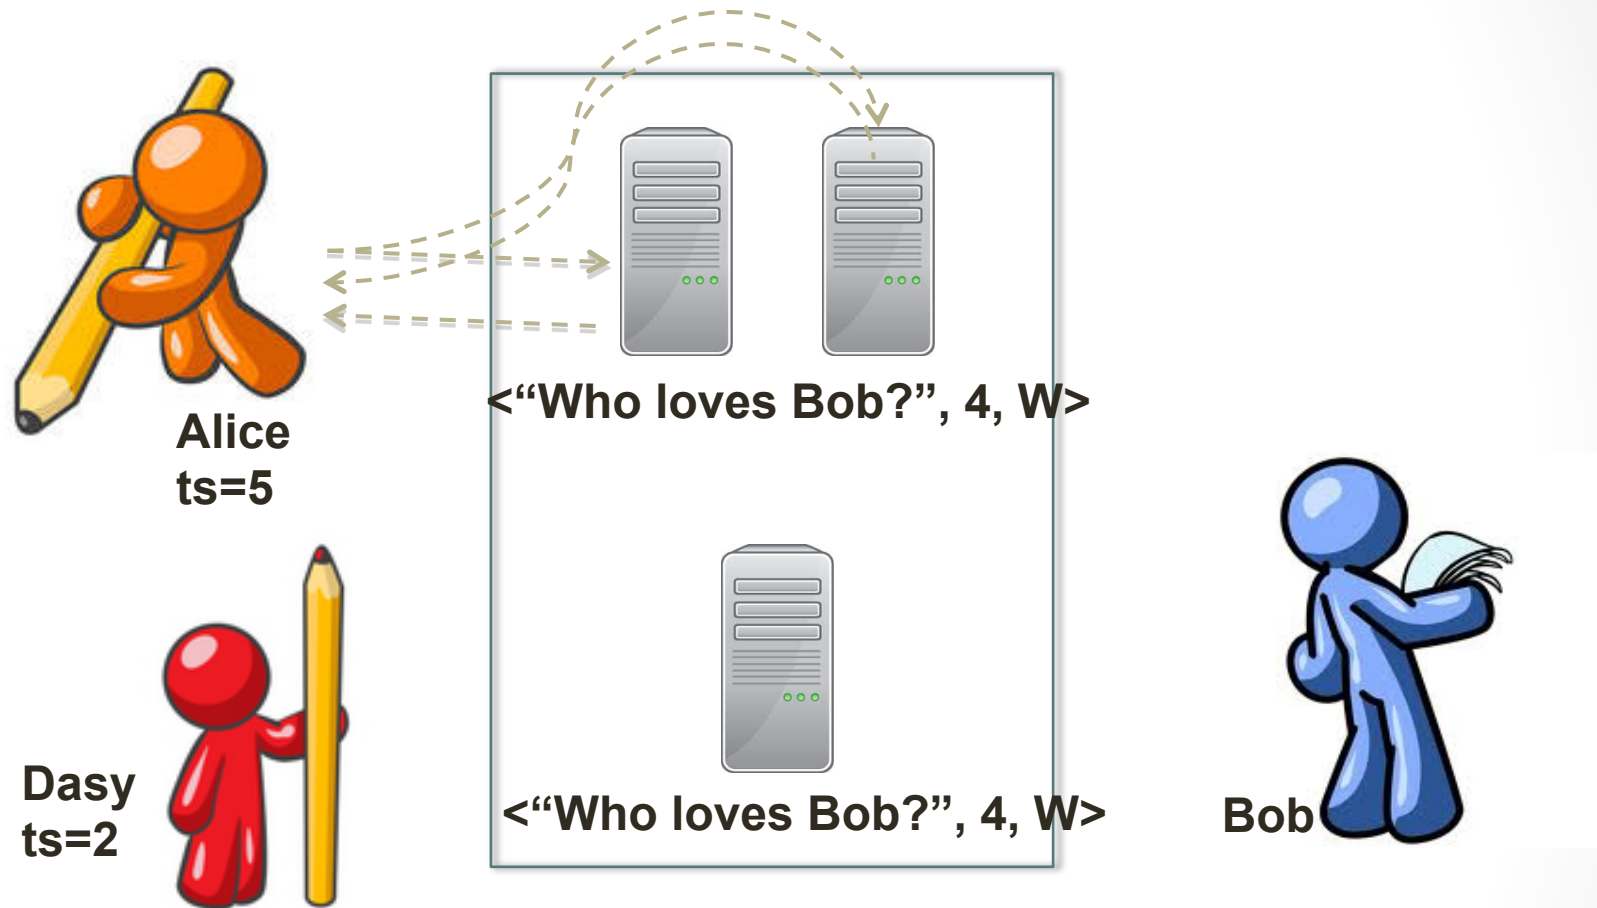 <“Who loves Bob?”, 4, W>
Alice
ts=5
Dasy
ts=2
<“Who loves Bob?”, 4, W>
Bob